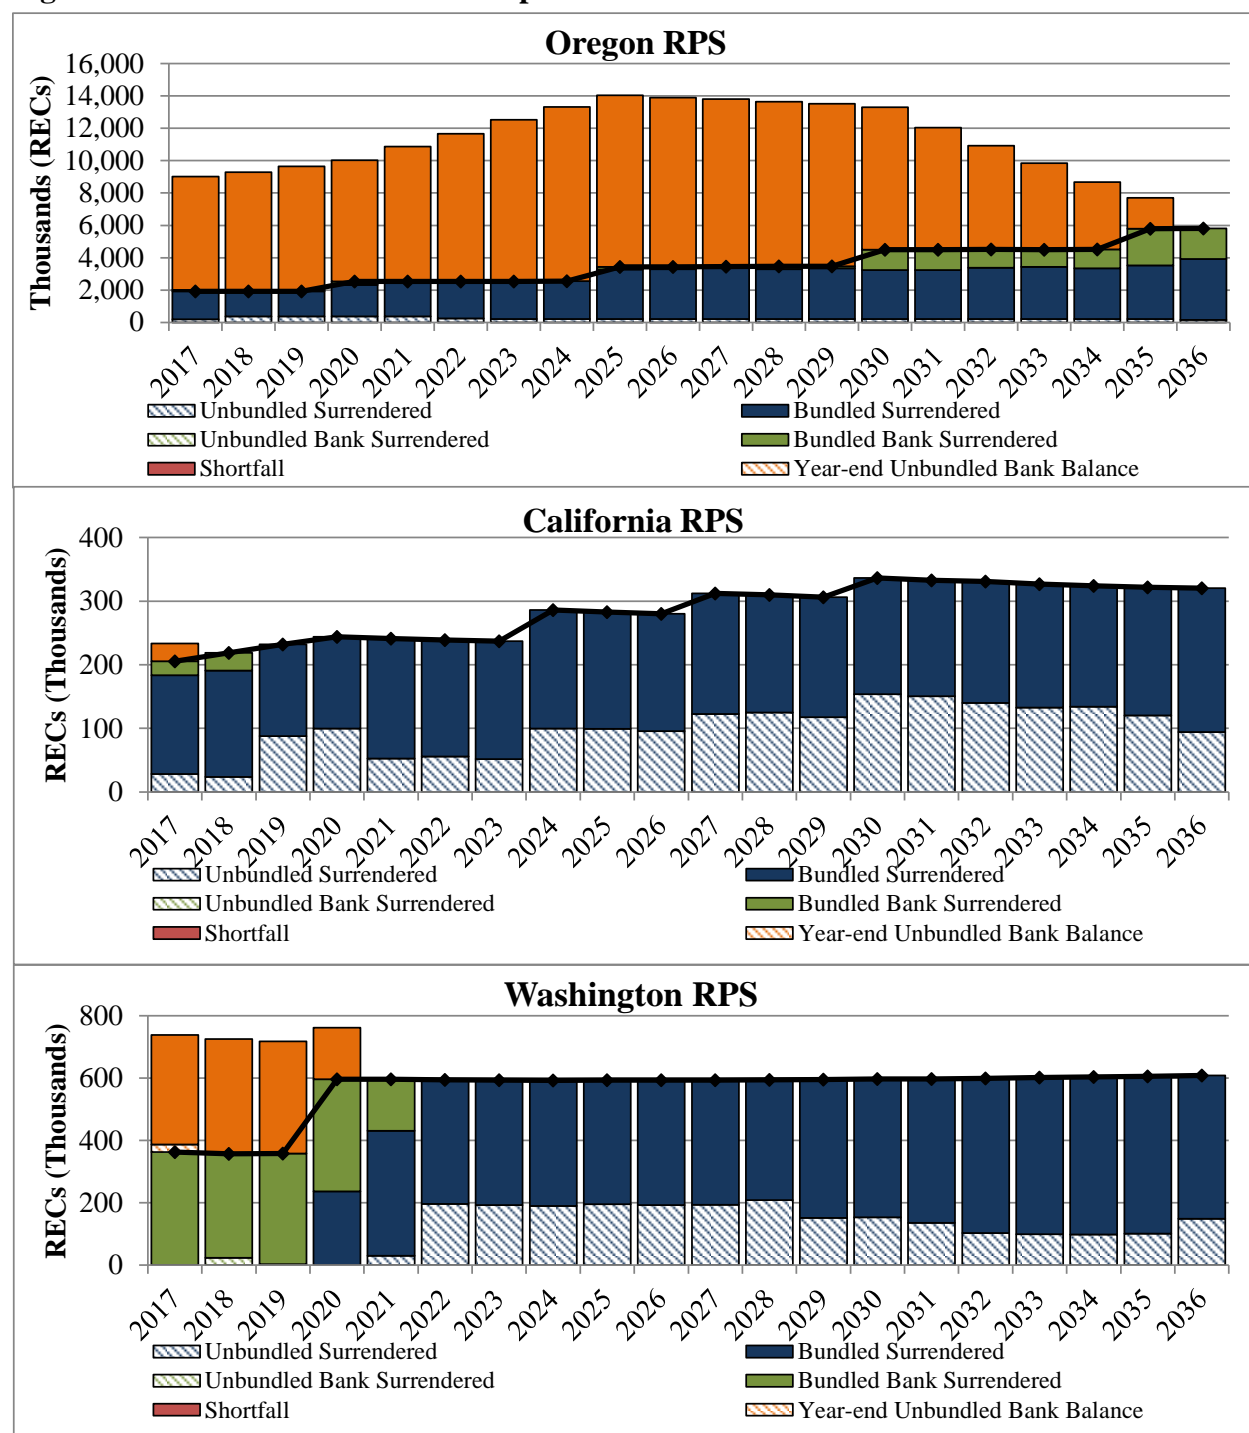 Oregon RPS
Thousands (RECs)
16,000
14,000
12,000
10,000
8,000
6,000
4,000
2,000
0
2017 2018 2019 2020 2021 2022 2023 2024 2025 2026 2027 2028 2029 2030 2031 2032 2033 2034 2035 2036
Unbundled Surrendered Bundled Surrendered
Unbundled Bank Surrendered Bundled Bank Surrendered
Shortfall Year-end Unbundled Bank Balance
California RPS
RECs (Thousands)
400
300
200
100
0
2017 2018 2019 2020 2021 2022 2023 2024 2025 2026 2027 2028 2029 2030 2031 2032 2033 2034 2035 2036
Unbundled Surrendered Bundled Surrendered
Unbundled Bank Surrendered Bundled Bank Surrendered
Shortfall Year-end Unbundled Bank Balance
Washington RPS
RECs (Thousands)
800
600
400
200
0
2017 2018 2019 2020 2021 2022 2023 2024 2025 2026 2027 2028 2029 2030 2031 2032 2033 2034 2035 2036
Unbundled Surrendered Bundled Surrendered
Unbundled Bank Surrendered Bundled Bank Surrendered
Shortfall Year-end Unbundled Bank Balance